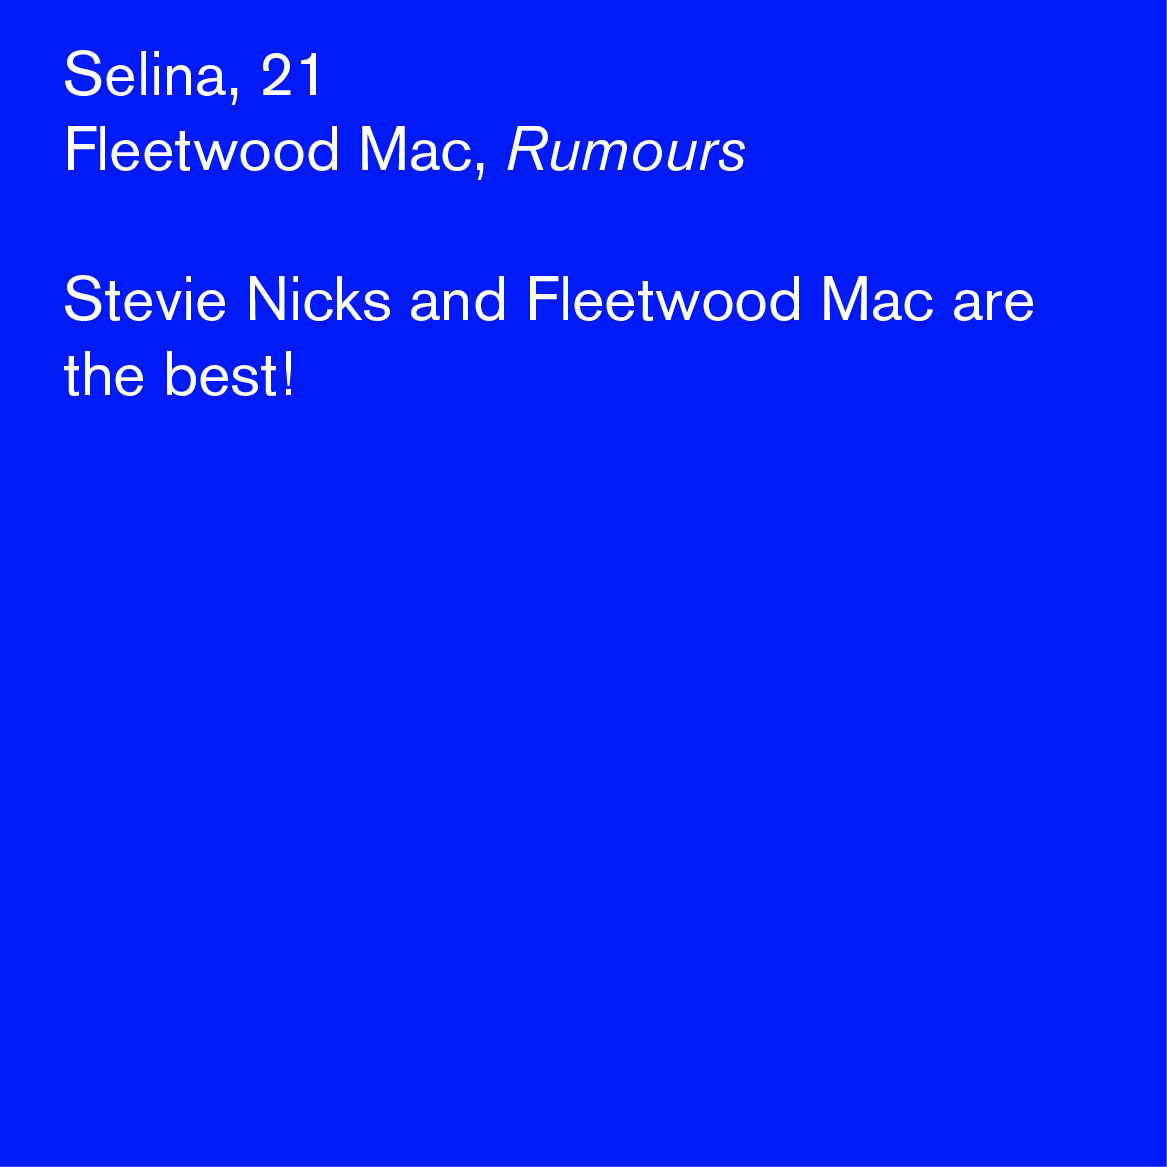 Selina, 21
Fleetwood Mac, Rumours
Stevie Nicks and Fleetwood Mac are
the best!